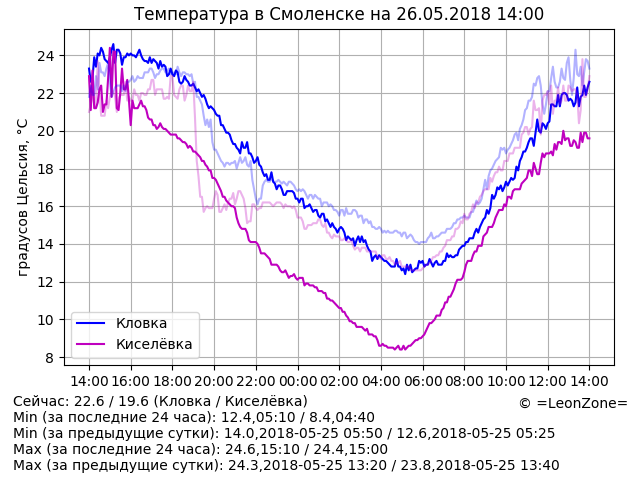 Температура в Смоленске на 26.05.2018 14:00
градусов Цельсия, °C
24
22
20
18
16
14
12
10
8
Кловка
Киселёвка
14:00 16:00 18:00 20:00 22:00 00:00 02:00 04:00 06:00 08:00 10:00 12:00 14:00
Сейчас: 22.6 / 19.6 (Кловка / Киселёвка)
© =LeonZone=
Min (за последние 24 часа): 12.4,05:10 / 8.4,04:40
Min (за предыдущие сутки): 14.0,2018-05-25 05:50 / 12.6,2018-05-25 05:25
Max (за последние 24 часа): 24.6,15:10 / 24.4,15:00
Max (за предыдущие сутки): 24.3,2018-05-25 13:20 / 23.8,2018-05-25 13:40